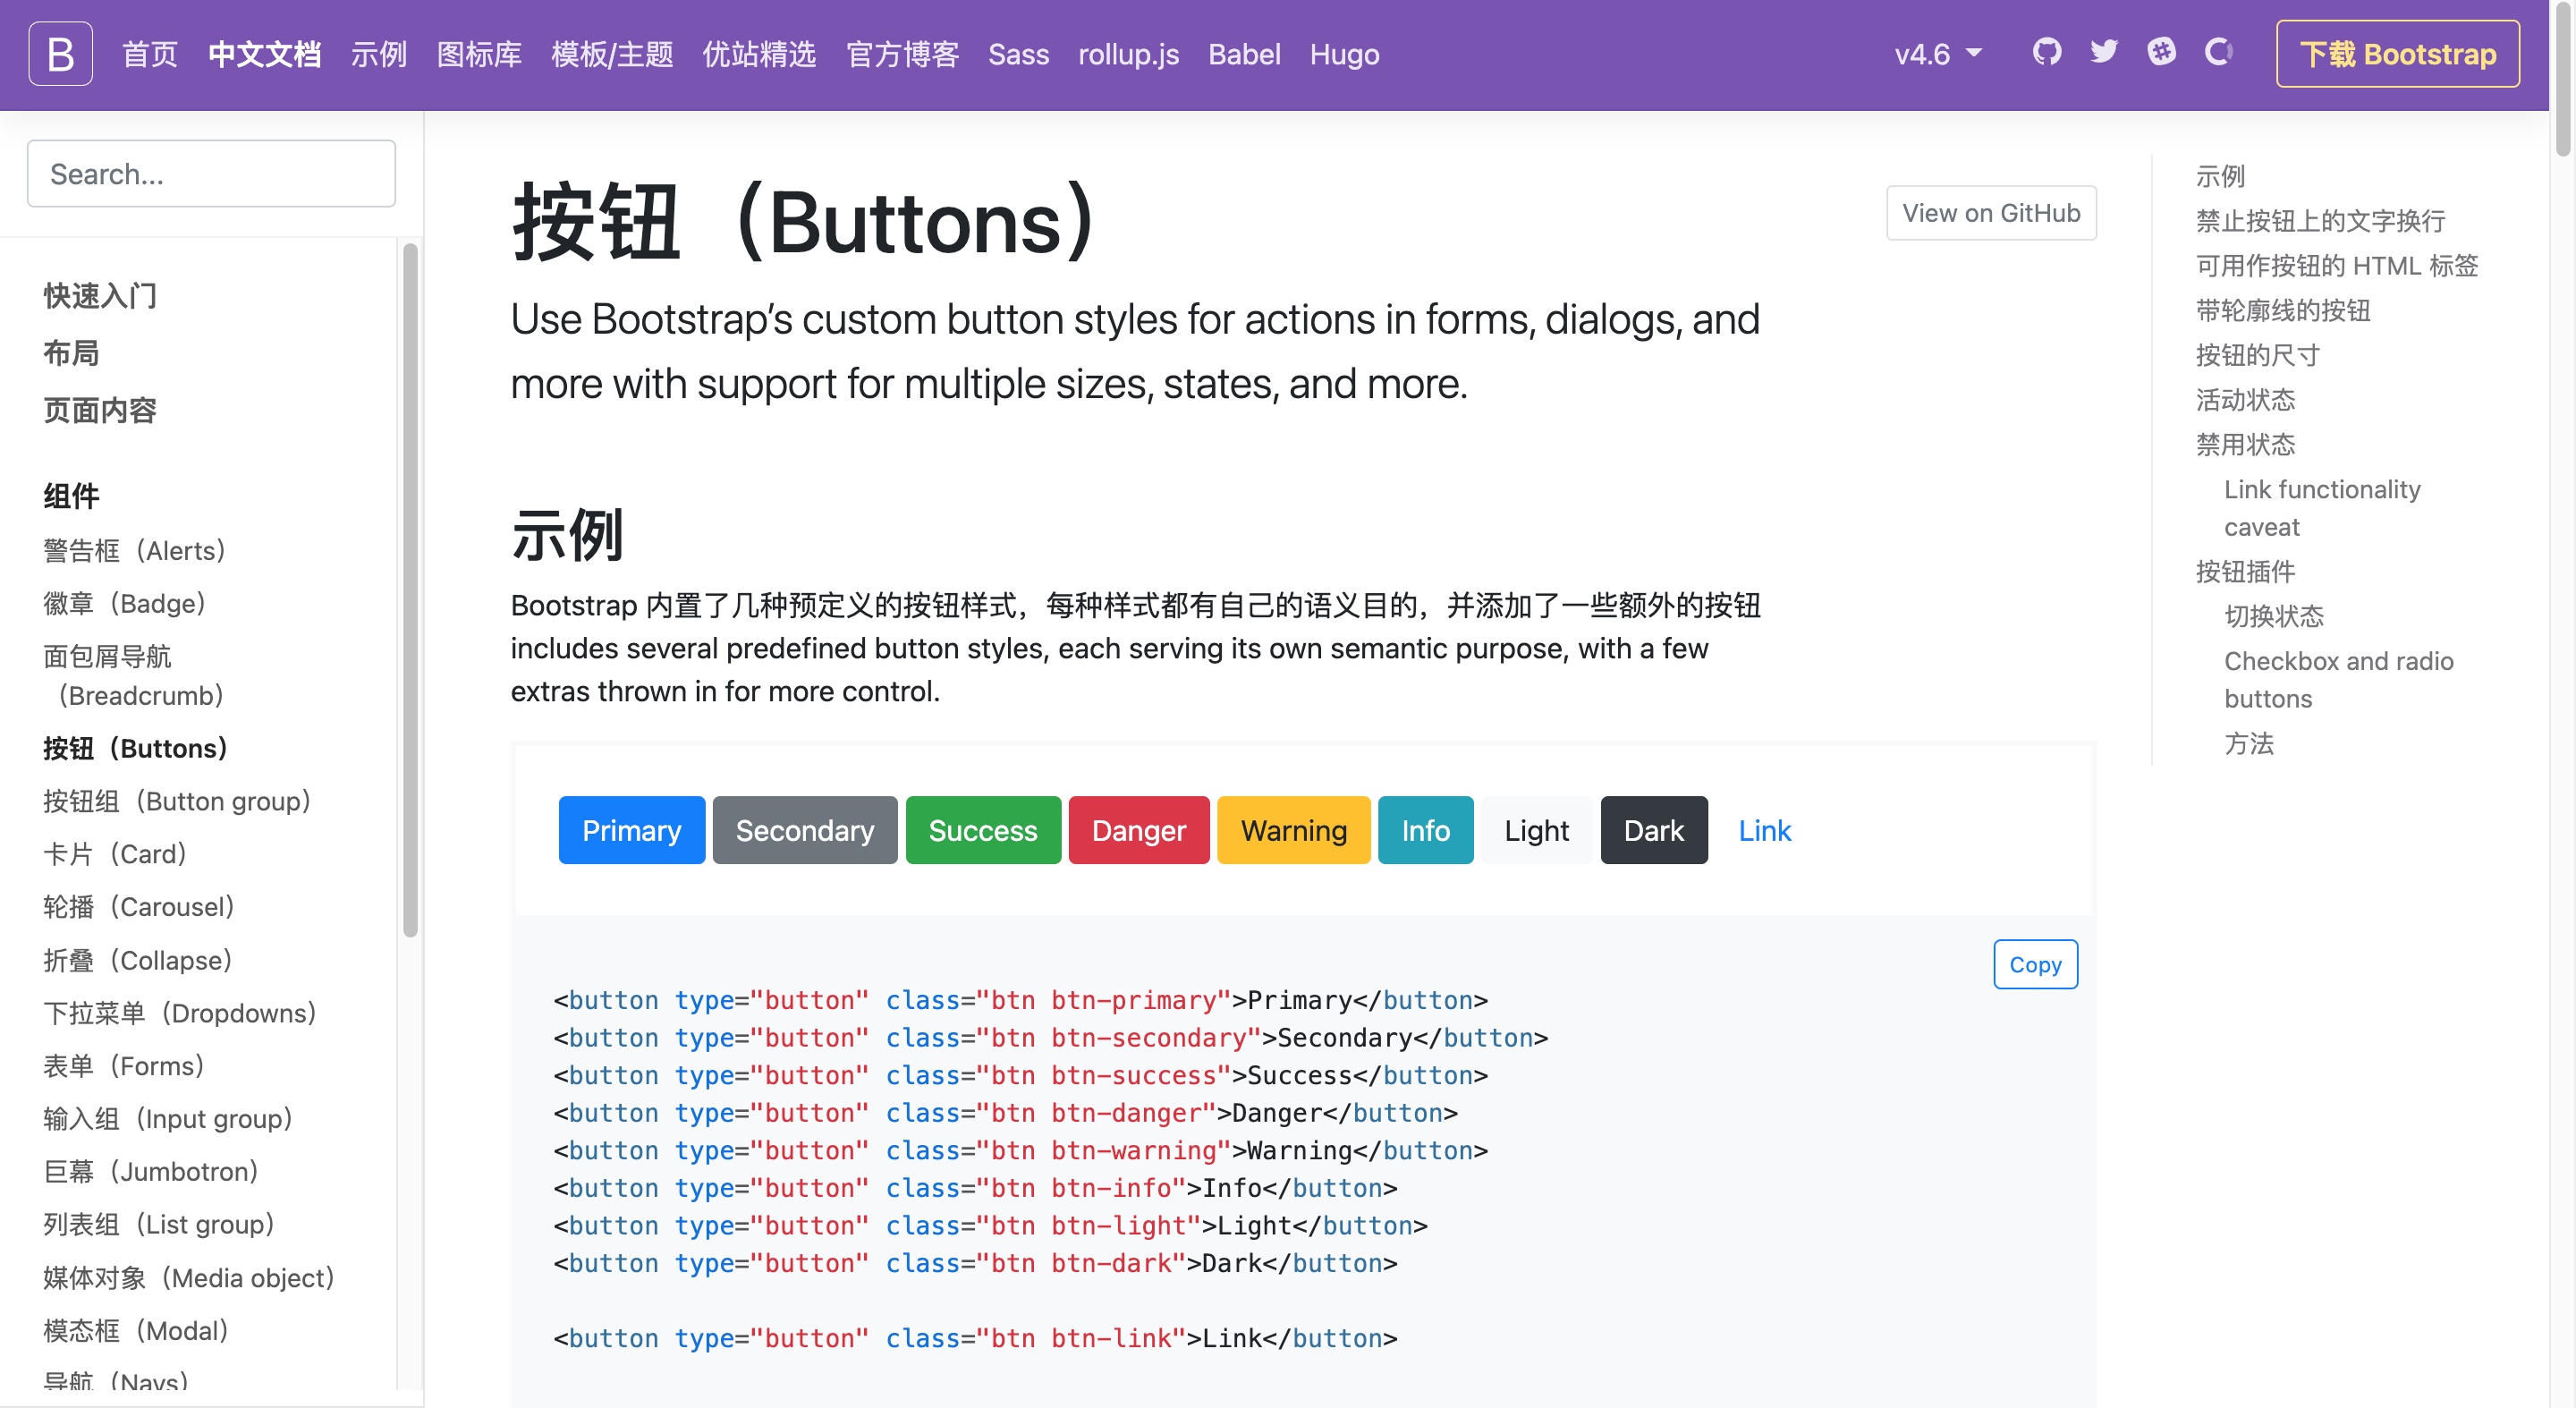 B 首页 中文文档 示例 图标库 模板/主题 优站精选 官方博客 Sass rollup.js Babel Hugo v4.6 下载 Bootstrap
Search...
快速入门
布局
页面内容
组件
警告框（Alerts）
徽章（Badge）
面包屑导航
（Breadcrumb）
按钮（Buttons）
按钮组（Button group）
卡片（Card）
轮播（Carousel）
折叠（Collapse）
下拉菜单（Dropdowns）
表单（Forms）
输入组（Input group）
巨幕（Jumbotron）
列表组（List group）
媒体对象（Media object）
模态框（Modal）
导航（Navs）
按钮（Buttons）
View on GitHub
Use Bootstrap’s custom button styles for actions in forms, dialogs, and
more with support for multiple sizes, states, and more.
示例
Bootstrap 内置了几种预定义的按钮样式，每种样式都有自己的语义目的，并添加了一些额外的按钮
includes several predefined button styles, each serving its own semantic purpose, with a few
extras thrown in for more control.
Primary Secondary Success Danger Warning Info Light Dark Link
Copy
<button type="button" class="btn btn-primary">Primary</button>
<button type="button" class="btn btn-secondary">Secondary</button>
<button type="button" class="btn btn-success">Success</button>
<button type="button" class="btn btn-danger">Danger</button>
<button type="button" class="btn btn-warning">Warning</button>
<button type="button" class="btn btn-info">Info</button>
<button type="button" class="btn btn-light">Light</button>
<button type="button" class="btn btn-dark">Dark</button>
<button type="button" class="btn btn-link">Link</button>
示例
禁止按钮上的文字换行
可用作按钮的 HTML 标签
带轮廓线的按钮
按钮的尺寸
活动状态
禁用状态
Link functionality
caveat
按钮插件
切换状态
Checkbox and radio
buttons
方法